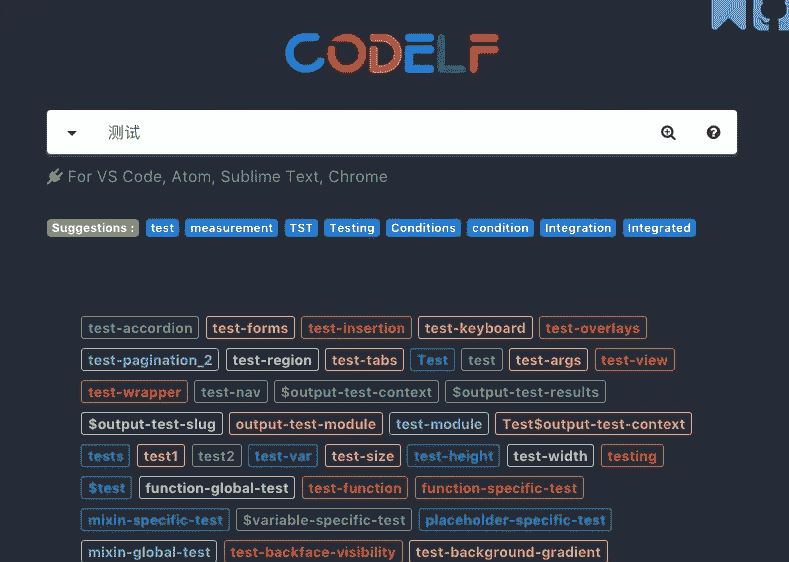 CODELF
测试
For VS Code, Atom, Sublime Text, Chrome
Suggestions : test measurement TST Testing Conditions condition Integration Integrated
test-accordion test-forms test-insertion test-keyboard test-overlays
test-pagination_2 test-region test-tabs Test test test-args test-view
test-wrapper test-nav $output-test-context $output-test-results
$output-test-slug output-test-module test-module Test$output-test-context
tests test1 test2 test-var test-size test-height test-width testing
$test function-global-test test-function function-specific-test
mixin-specific-test $variable-specific-test placeholder-specific-test
mixin-global-test test-backface-visibility test-background-gradient